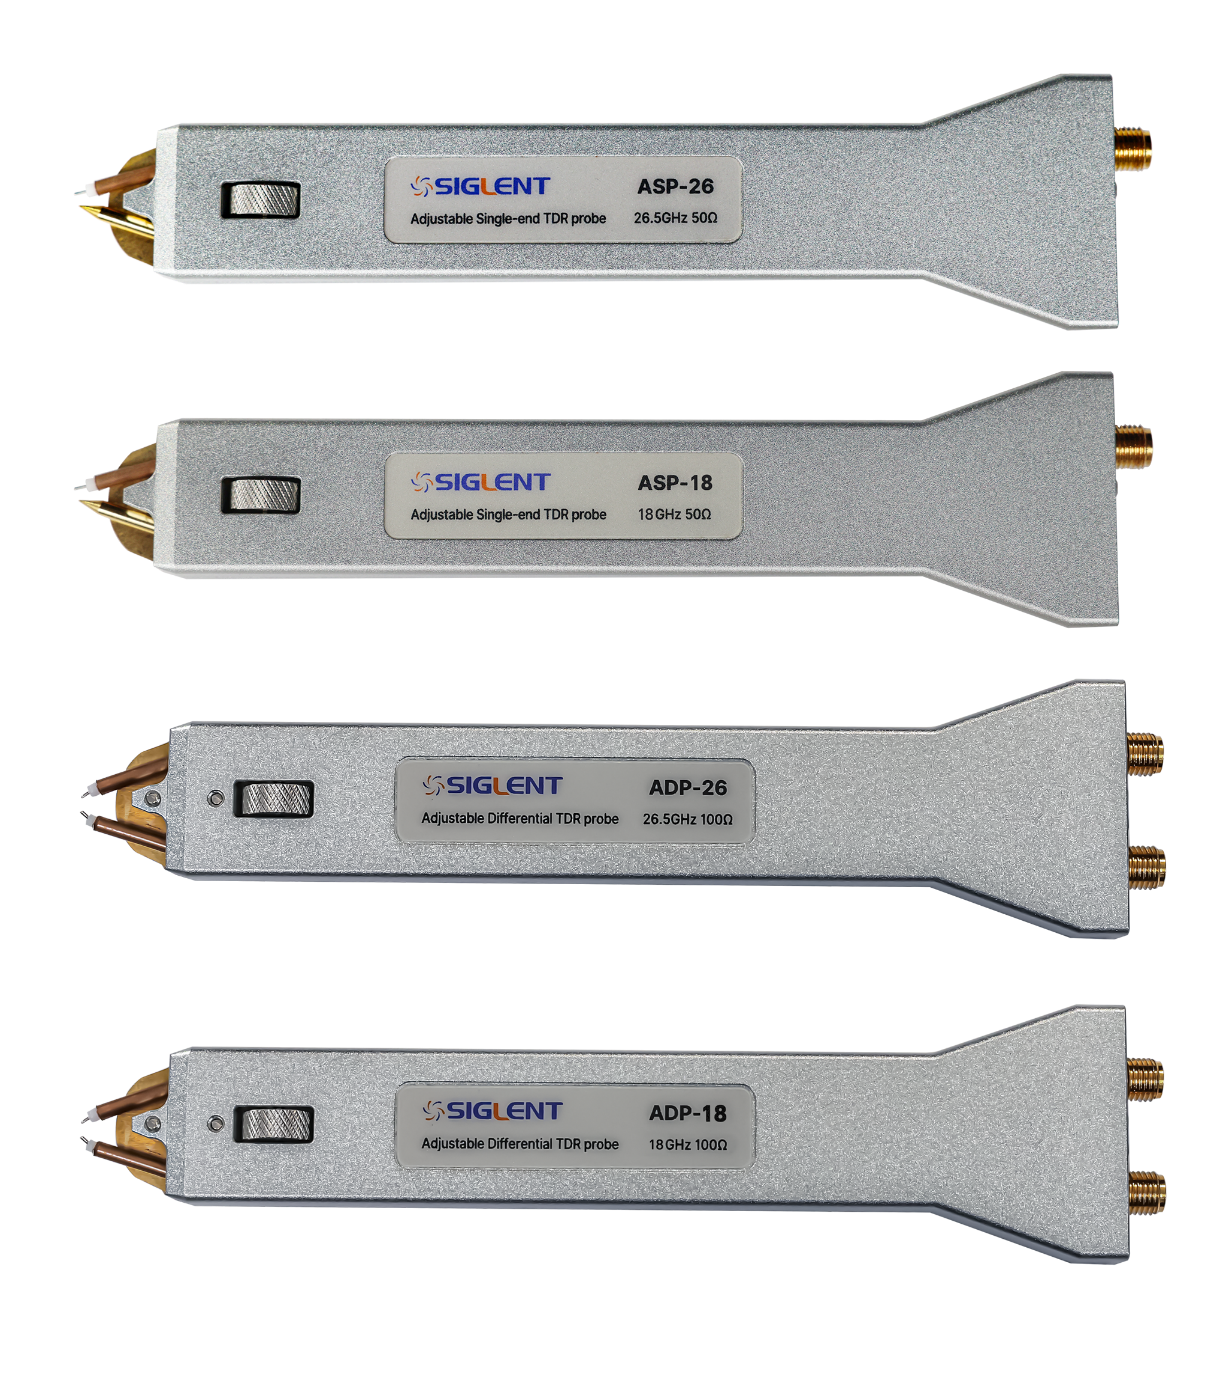 SIGLENT ASP-26
Adjustable Single-end TDR probe 26.5GHz 50Ω
SIGLENT ASP-18
Adjustable Single-end TDR probe 18GHz 50Ω
SIGLENT ADP-26
Adjustable Differential TDR probe 26.5GHz 100Ω
SIGLENT ADP-18
Adjustable Differential TDR probe 18GHz 100Ω